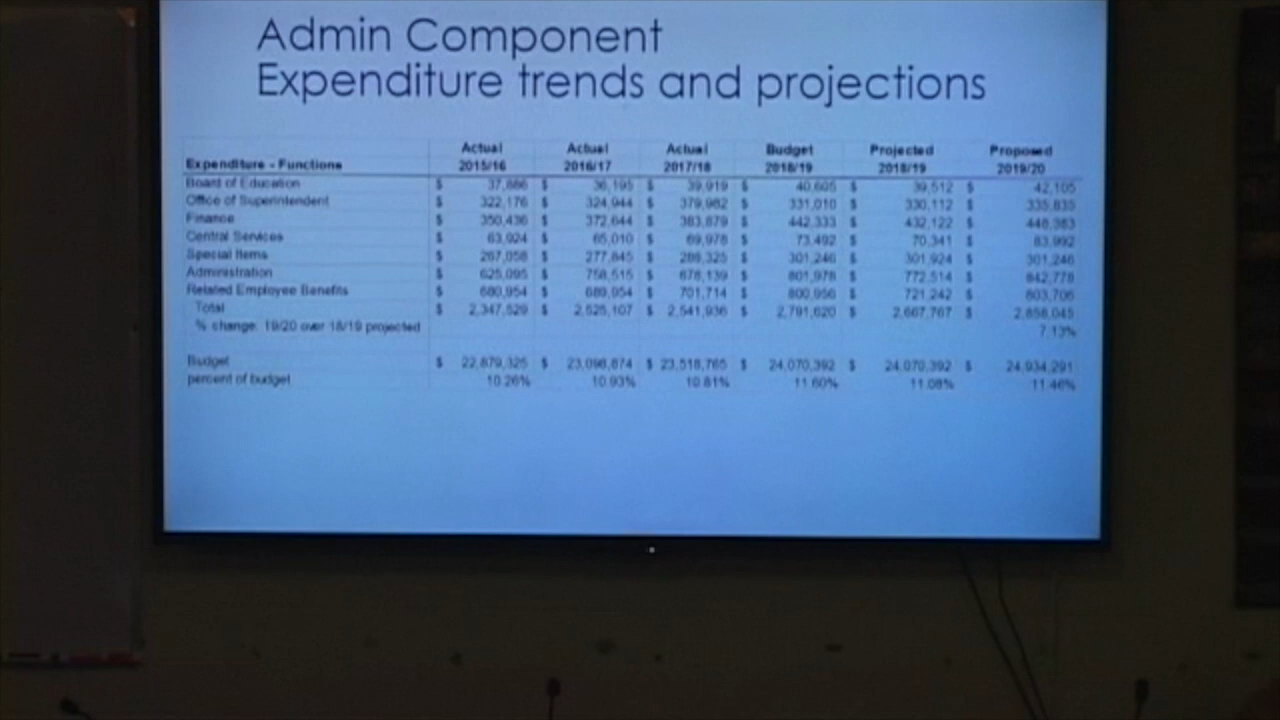 Admin Component
Expenditure trends and projections
Actual Actual Actual Budget Projected Proposed
Expenditure - Functions 2015/16 2016/17 2017/18 2018/19 2018/19 2019/20
Board of Education $ 37,886 $ 36,195 $ 39,919 $ 40,605 $ 39,512 $ 42,105
Office of Superintendent $ 322,176 $ 324,944 $ 379,982 $ 331,010 $ 330,112 $ 335,835
Finance $ 350,436 $ 372,644 $ 383,879 $ 442,333 $ 432,122 $ 448,383
Central Services $ 63,924 $ 65,010 $ 69,978 $ 73,492 $ 70,341 $ 83,992
Special Items $ 267,058 $ 277,845 $ 288,325 $ 301,246 $ 301,924 $ 301,246
Administration $ 625,095 $ 758,515 $ 678,139 $ 801,978 $ 772,514 $ 842,778
Related Employee Benefits $ 680,954 $ 689,954 $ 701,714 $ 800,956 $ 721,242 $ 803,706
Total $ 2,347,529 $ 2,525,107 $ 2,541,936 $ 2,791,620 $ 2,667,767 $ 2,858,045
% change: 19/20 over 18/19 projected 7.13%
Budget $ 22,879,325 $ 23,098,874 $ 23,518,765 $ 24,070,392 $ 24,070,392 $ 24,934,291
percent of budget 10.26% 10.93% 10.81% 11.60% 11.08% 11.46%